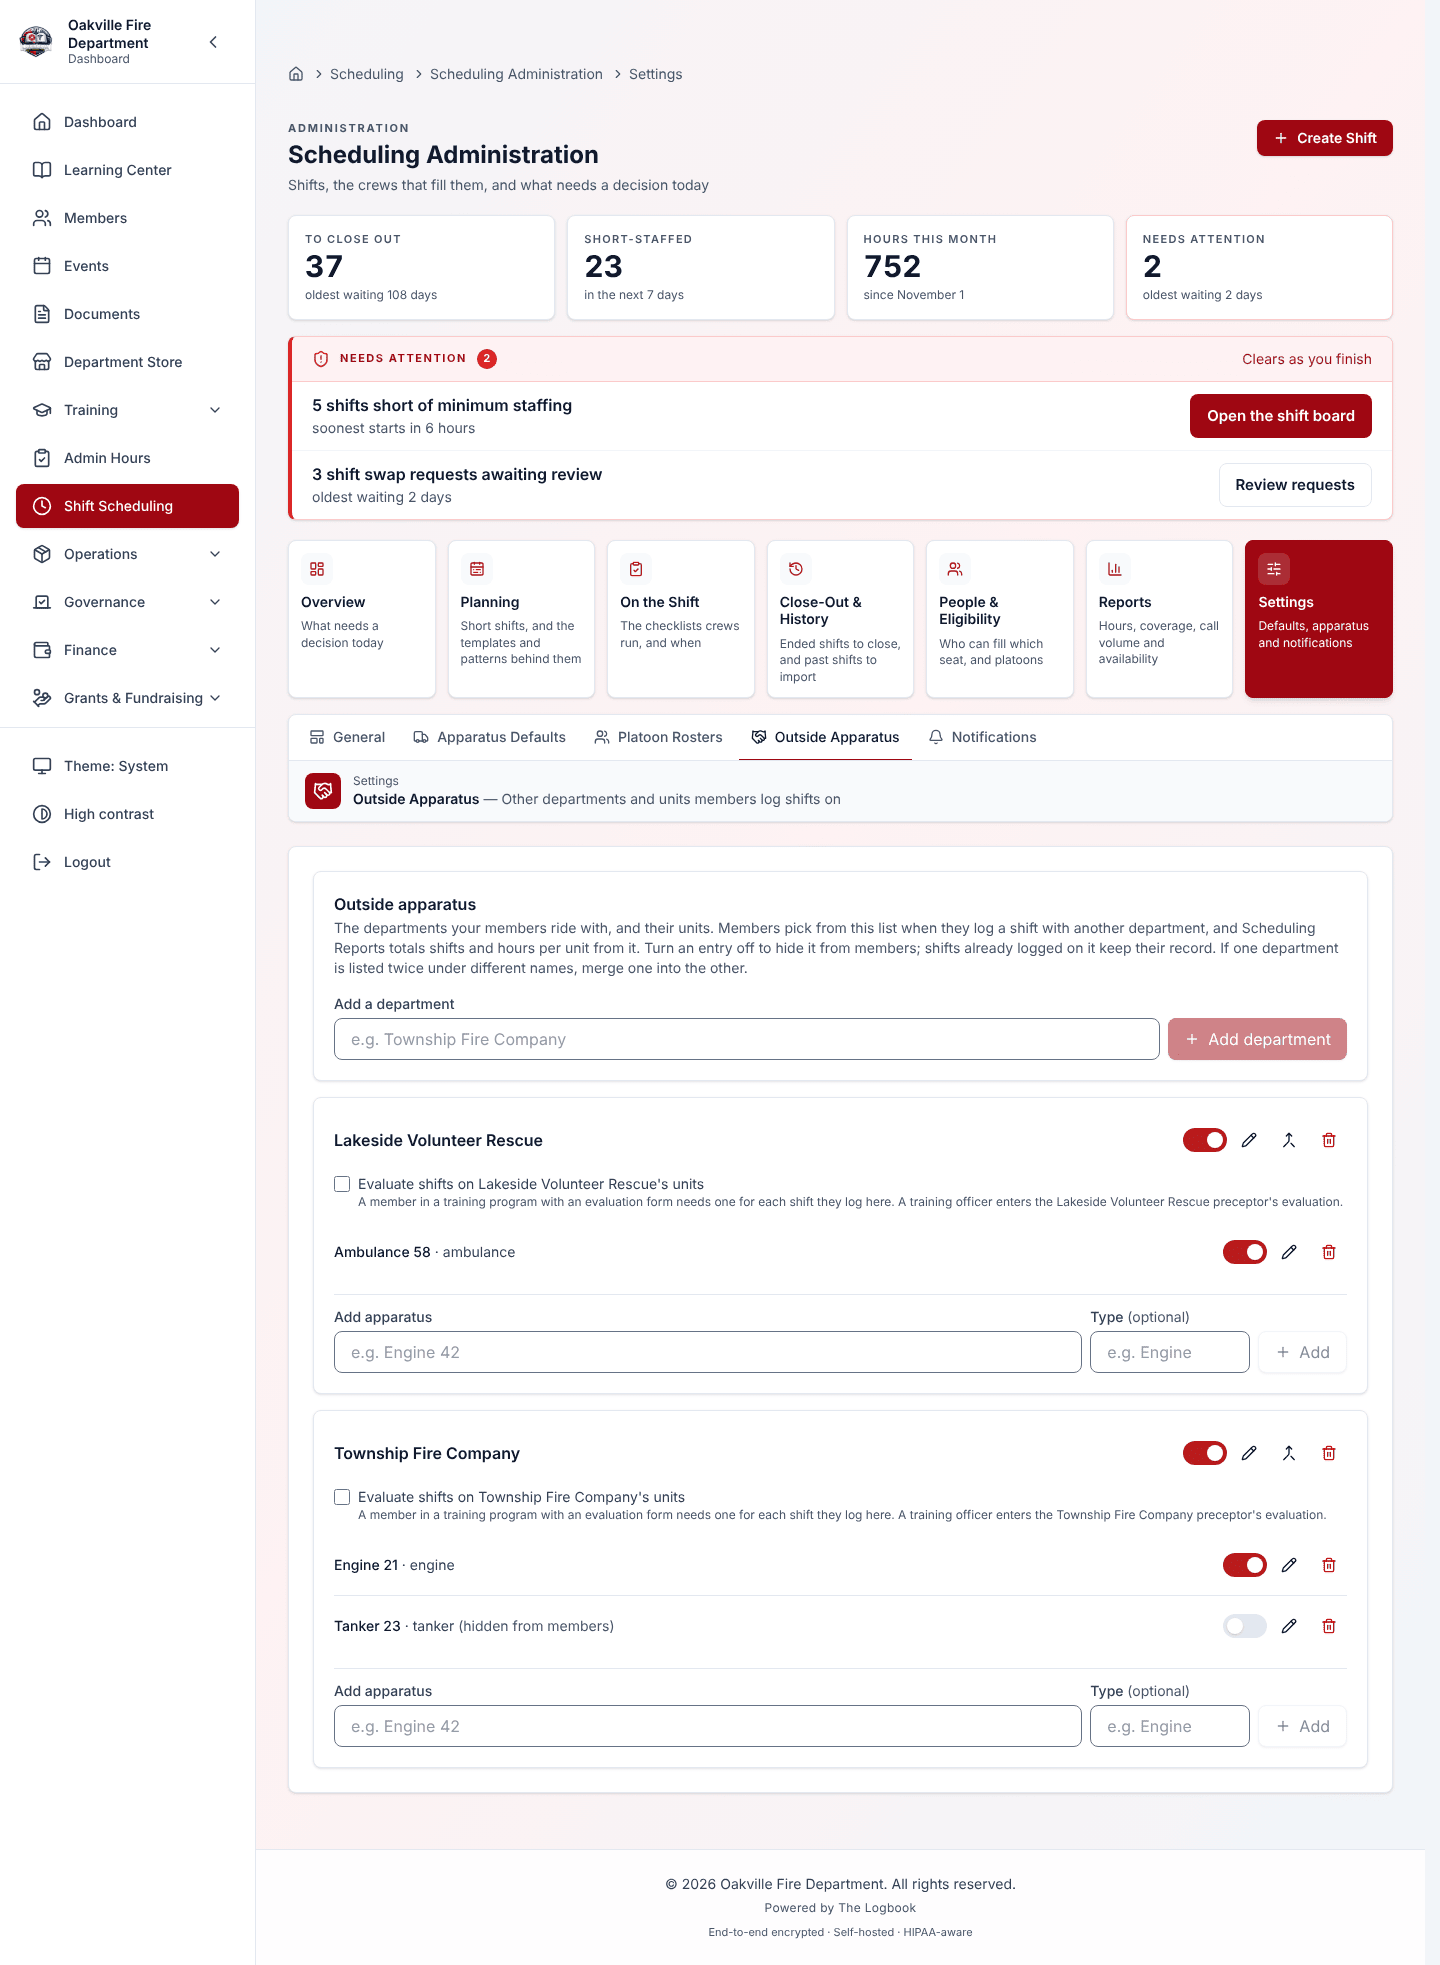 Oakville Fire
Department
Dashboard
Dashboard
Learning Center
Members
Events
Documents
Department Store
Training
Admin Hours
Shift Scheduling
Operations
Governance
Finance
Grants & Fundraising
Theme: System
High contrast
Logout
Scheduling
Scheduling Administration
Settings
ADMINISTRATION
Scheduling Administration
Shifts, the crews that fill them, and what needs a decision today
Create Shift
TO CLOSE OUT
37
oldest waiting 108 days
SHORT-STAFFED
23
in the next 7 days
HOURS THIS MONTH
752
since November 1
NEEDS ATTENTION
2
oldest waiting 2 days
NEEDS ATTENTION 2
Clears as you finish
5 shifts short of minimum staffing
soonest starts in 6 hours
Open the shift board
3 shift swap requests awaiting review
oldest waiting 2 days
Review requests
Overview
What needs a
decision today
Planning
Short shifts, and the
templates and
patterns behind them
On the Shift
The checklists crews
run, and when
Close-Out &
History
Ended shifts to close,
and past shifts to
import
People &
Eligibility
Who can fill which
seat, and platoons
Reports
Hours, coverage, call
volume and
availability
Settings
Defaults, apparatus
and notifications
General
Apparatus Defaults
Platoon Rosters
Outside Apparatus
Notifications
Settings
Outside Apparatus — Other departments and units members log shifts on
Outside apparatus
The departments your members ride with, and their units. Members pick from this list when they log a shift with another department, and Scheduling
Reports totals shifts and hours per unit from it. Turn an entry off to hide it from members; shifts already logged on it keep their record. If one department
is listed twice under different names, merge one into the other.
Add a department
e.g. Township Fire Company
Add department
Lakeside Volunteer Rescue
Evaluate shifts on Lakeside Volunteer Rescue's units
A member in a training program with an evaluation form needs one for each shift they log here. A training officer enters the Lakeside Volunteer Rescue preceptor's evaluation.
Ambulance 58 · ambulance
Add apparatus
Type (optional)
e.g. Engine 42
e.g. Engine
Add
Township Fire Company
Evaluate shifts on Township Fire Company's units
A member in a training program with an evaluation form needs one for each shift they log here. A training officer enters the Township Fire Company preceptor's evaluation.
Engine 21 · engine
Tanker 23 · tanker (hidden from members)
Add apparatus
Type (optional)
e.g. Engine 42
e.g. Engine
Add
© 2026 Oakville Fire Department. All rights reserved.
Powered by The Logbook
End-to-end encrypted · Self-hosted · HIPAA-aware